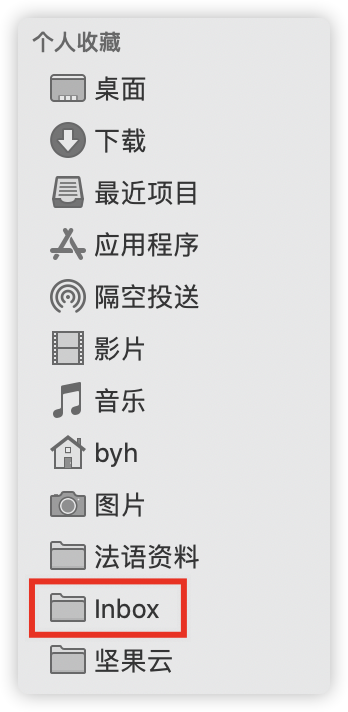 个人收藏
桌面
下载
最近项目
应用程序
隔空投送
影片
音乐
byh
图片
法语资料
Inbox
坚果云